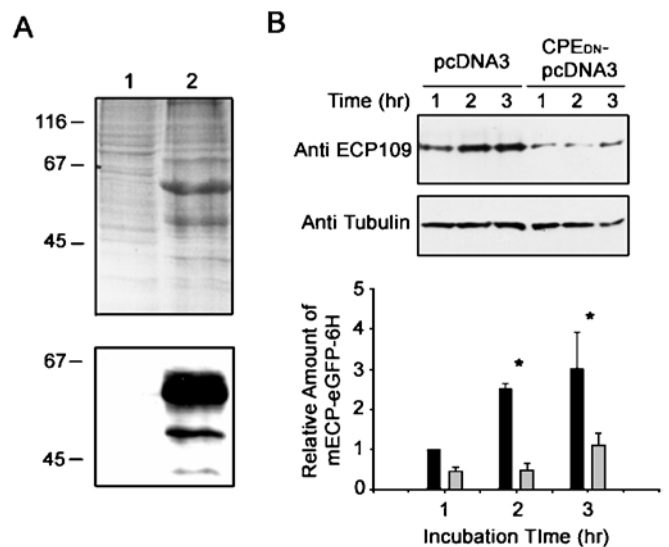 A
1 2
116
67
45
67
45
B
pcDNA3
CPEDN-
pcDNA3
Time (hr) 1 2 3 1 2 3
Anti ECP109
Anti Tubulin
Relative Amount of
mECP-eGFP-6H
5
4
3
2
1
0
*
*
1 2 3
Incubation TIme (hr)